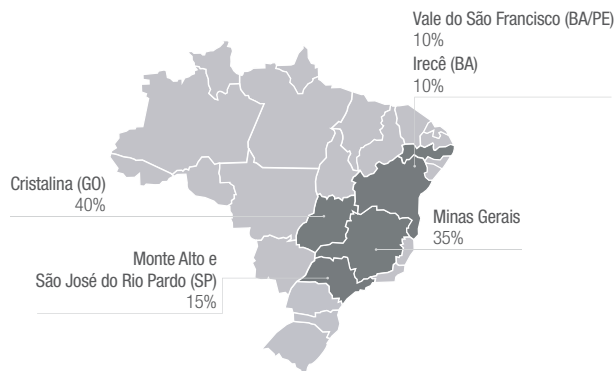 Vale do São Francisco (BA/PE)
10%
Irecê (BA)
10%
Cristalina (GO)
40%
Minas Gerais
35%
Monte Alto e
São José do Rio Pardo (SP)
15%